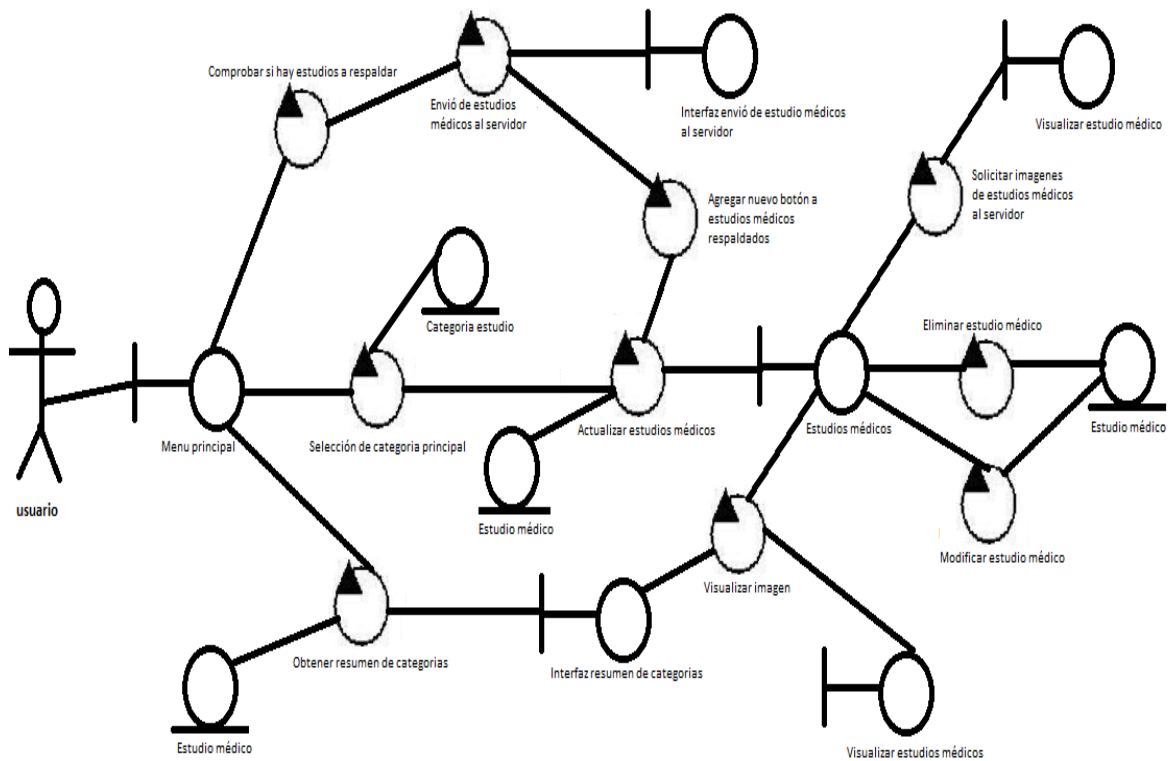 Comprobar si hay estudios a respaldar
Envió de estudios
médicos al servidor
Interfaz envió de estudio médicos
al servidor
Visualizar estudio médico
Solicitar imagenes
de estudios médicos
al servidor
Agregar nuevo botón a
estudios médicos
respaldados
Categoria estudio
Eliminar estudio médico
Menu principal
Selección de categoria principal
Actualizar estudios médicos
Estudios médicos
Estudio médico
usuario
Estudio médico
Modificar estudio médico
Visualizar imagen
Obtener resumen de categorias
Interfaz resumen de categorias
Estudio médico
Visualizar estudios médicos